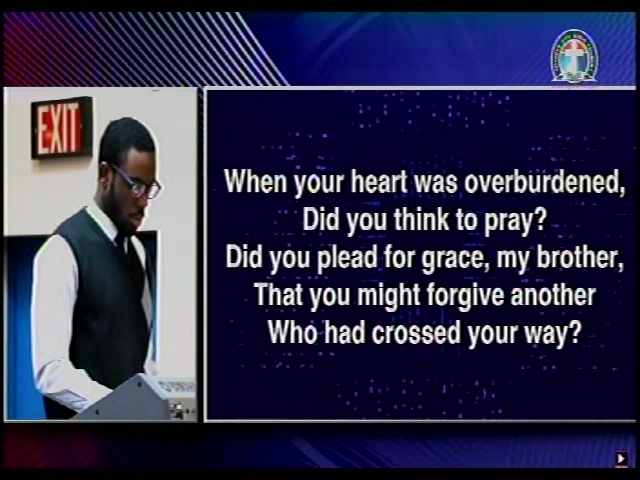 EXIT
When your heart was overburdened,
Did you think to pray?
Did you plead for grace, my brother,
That you might forgive another
Who had crossed your way?